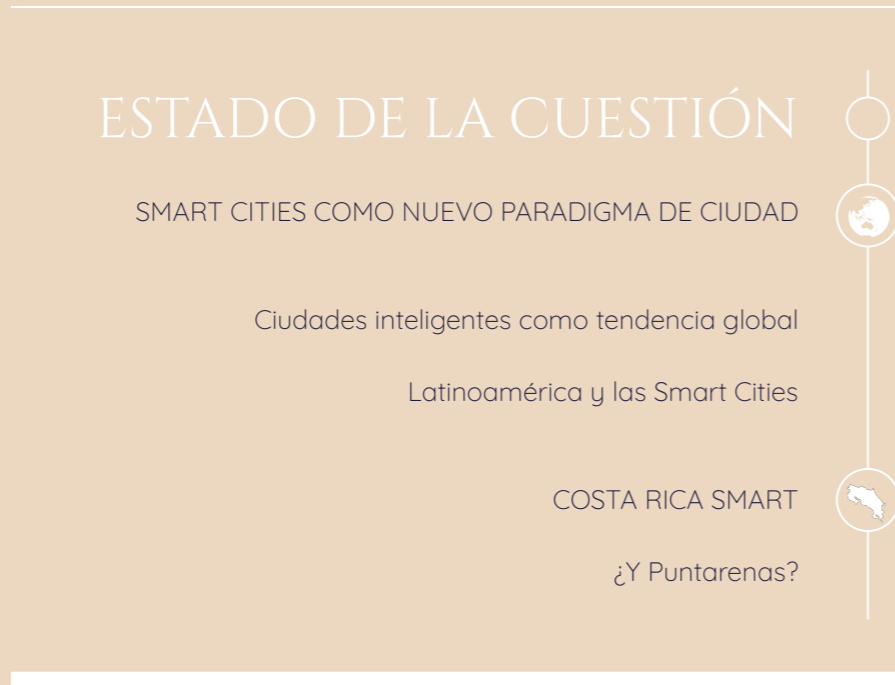 ESTADO DE LA CUESTIÓN
SMART CITIES COMO NUEVO PARADIGMA DE CIUDAD
Ciudades inteligentes como tendencia global
Latinoamérica y las Smart Cities
COSTA RICA SMART
¿Y Puntarenas?